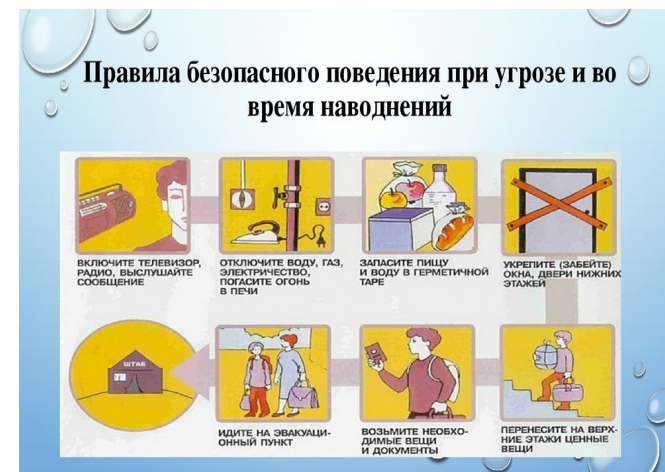 Правила безопасного поведения при угрозе и во
время наводнений
ВКЛЮЧИТЕ ТЕЛЕВИЗОР,
РАДИО, ВЫСЛУШАЙТЕ
СООБЩЕНИЕ
ОТКЛЮЧИТЕ ВОДУ, ГАЗ,
ЭЛЕКТРИЧЕСТВО,
ПОГАСИТЕ ОГОНЬ
В ПЕЧИ
ЗАПАСИТЕ ПИЩУ
И ВОДУ В ГЕРМЕТИЧНОЙ
ТАРЕ
УКРЕПИТЕ (ЗАБЕЙТЕ)
ОКНА, ДВЕРИ НИЖНИХ
ЭТАЖЕЙ
ПЕРЕНЕСИТЕ НА ВЕРХ-
НИЕ ЭТАЖИ ЦЕННЫЕ
ВЕЩИ
ВОЗЬМИТЕ НЕОБХО-
ДИМЫЕ ВЕЩИ
И ДОКУМЕНТЫ
ИДИТЕ НА ЭВАКУАЦИ-
ОННЫЙ ПУНКТ
ШТАБ